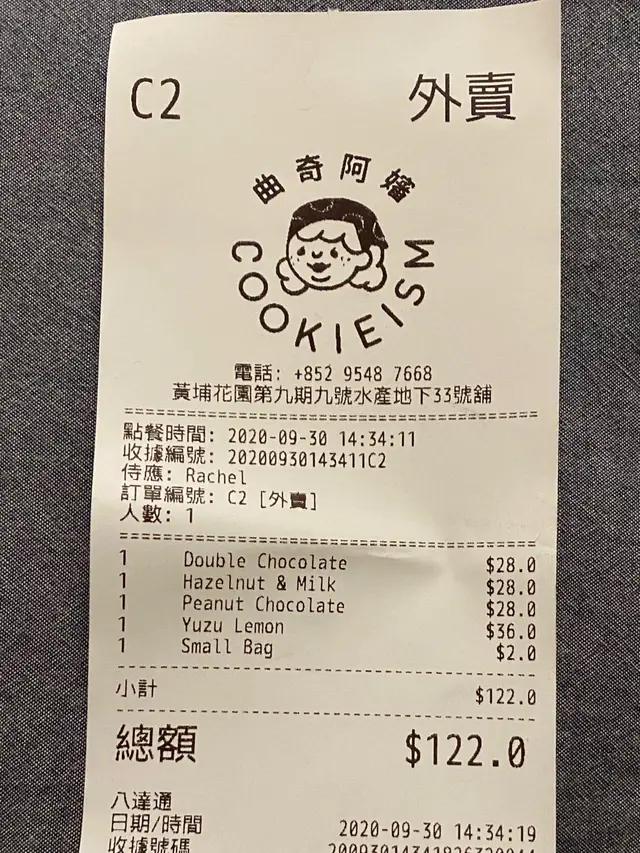 C2 外賣
曲奇阿嬸
COOKIEISM
電話: +852 9548 7668
黃埔花園第九期九號水產地下33號舖
點餐時間: 2020-09-30 14:34:11
收據編號: 20200930143411C2
侍應: Rachel
訂單編號: C2 [外賣]
人數: 1
1 Double Chocolate $28.0
1 Hazelnut & Milk $28.0
1 Peanut Chocolate $28.0
1 Yuzu Lemon $36.0
1 Small Bag $2.0
小計 $122.0
總額 $122.0
八達通
日期/時間 2020-09-30 14:34:19
收據號碼